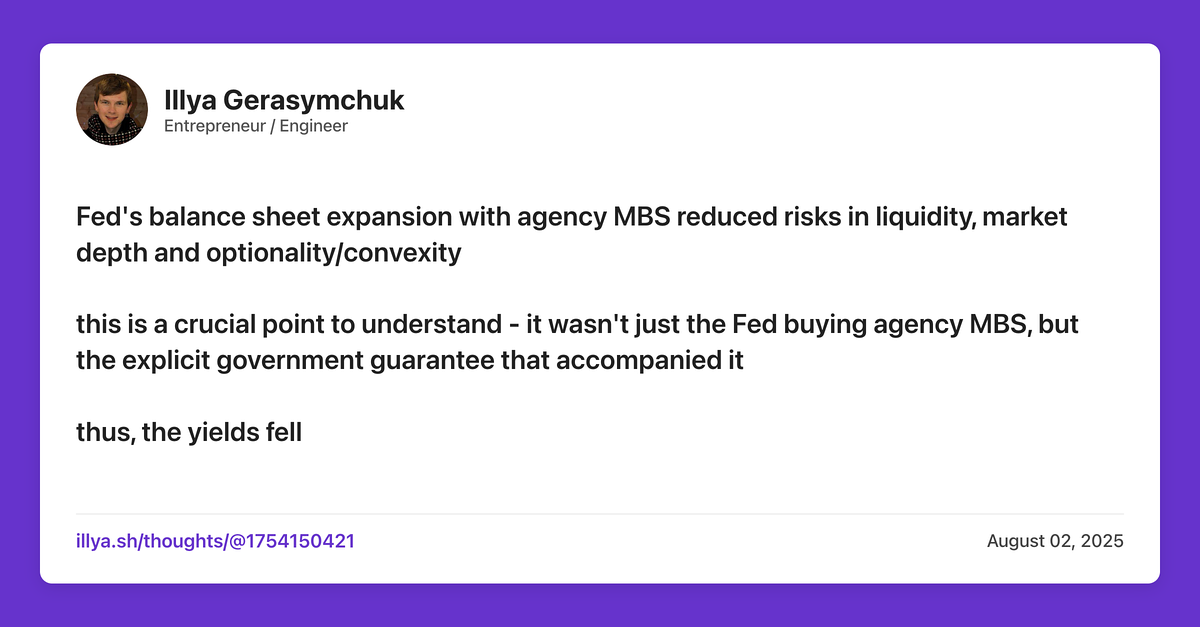 Illya Gerasymchuk
Entrepreneur / Engineer
Fed's balance sheet expansion with agency MBS reduced risks in liquidity, market
depth and optionality/convexity
this is a crucial point to understand - it wasn't just the Fed buying agency MBS, but
the explicit government guarantee that accompanied it
thus, the yields fell
illya.sh/thoughts/@1754150421
August 02, 2025